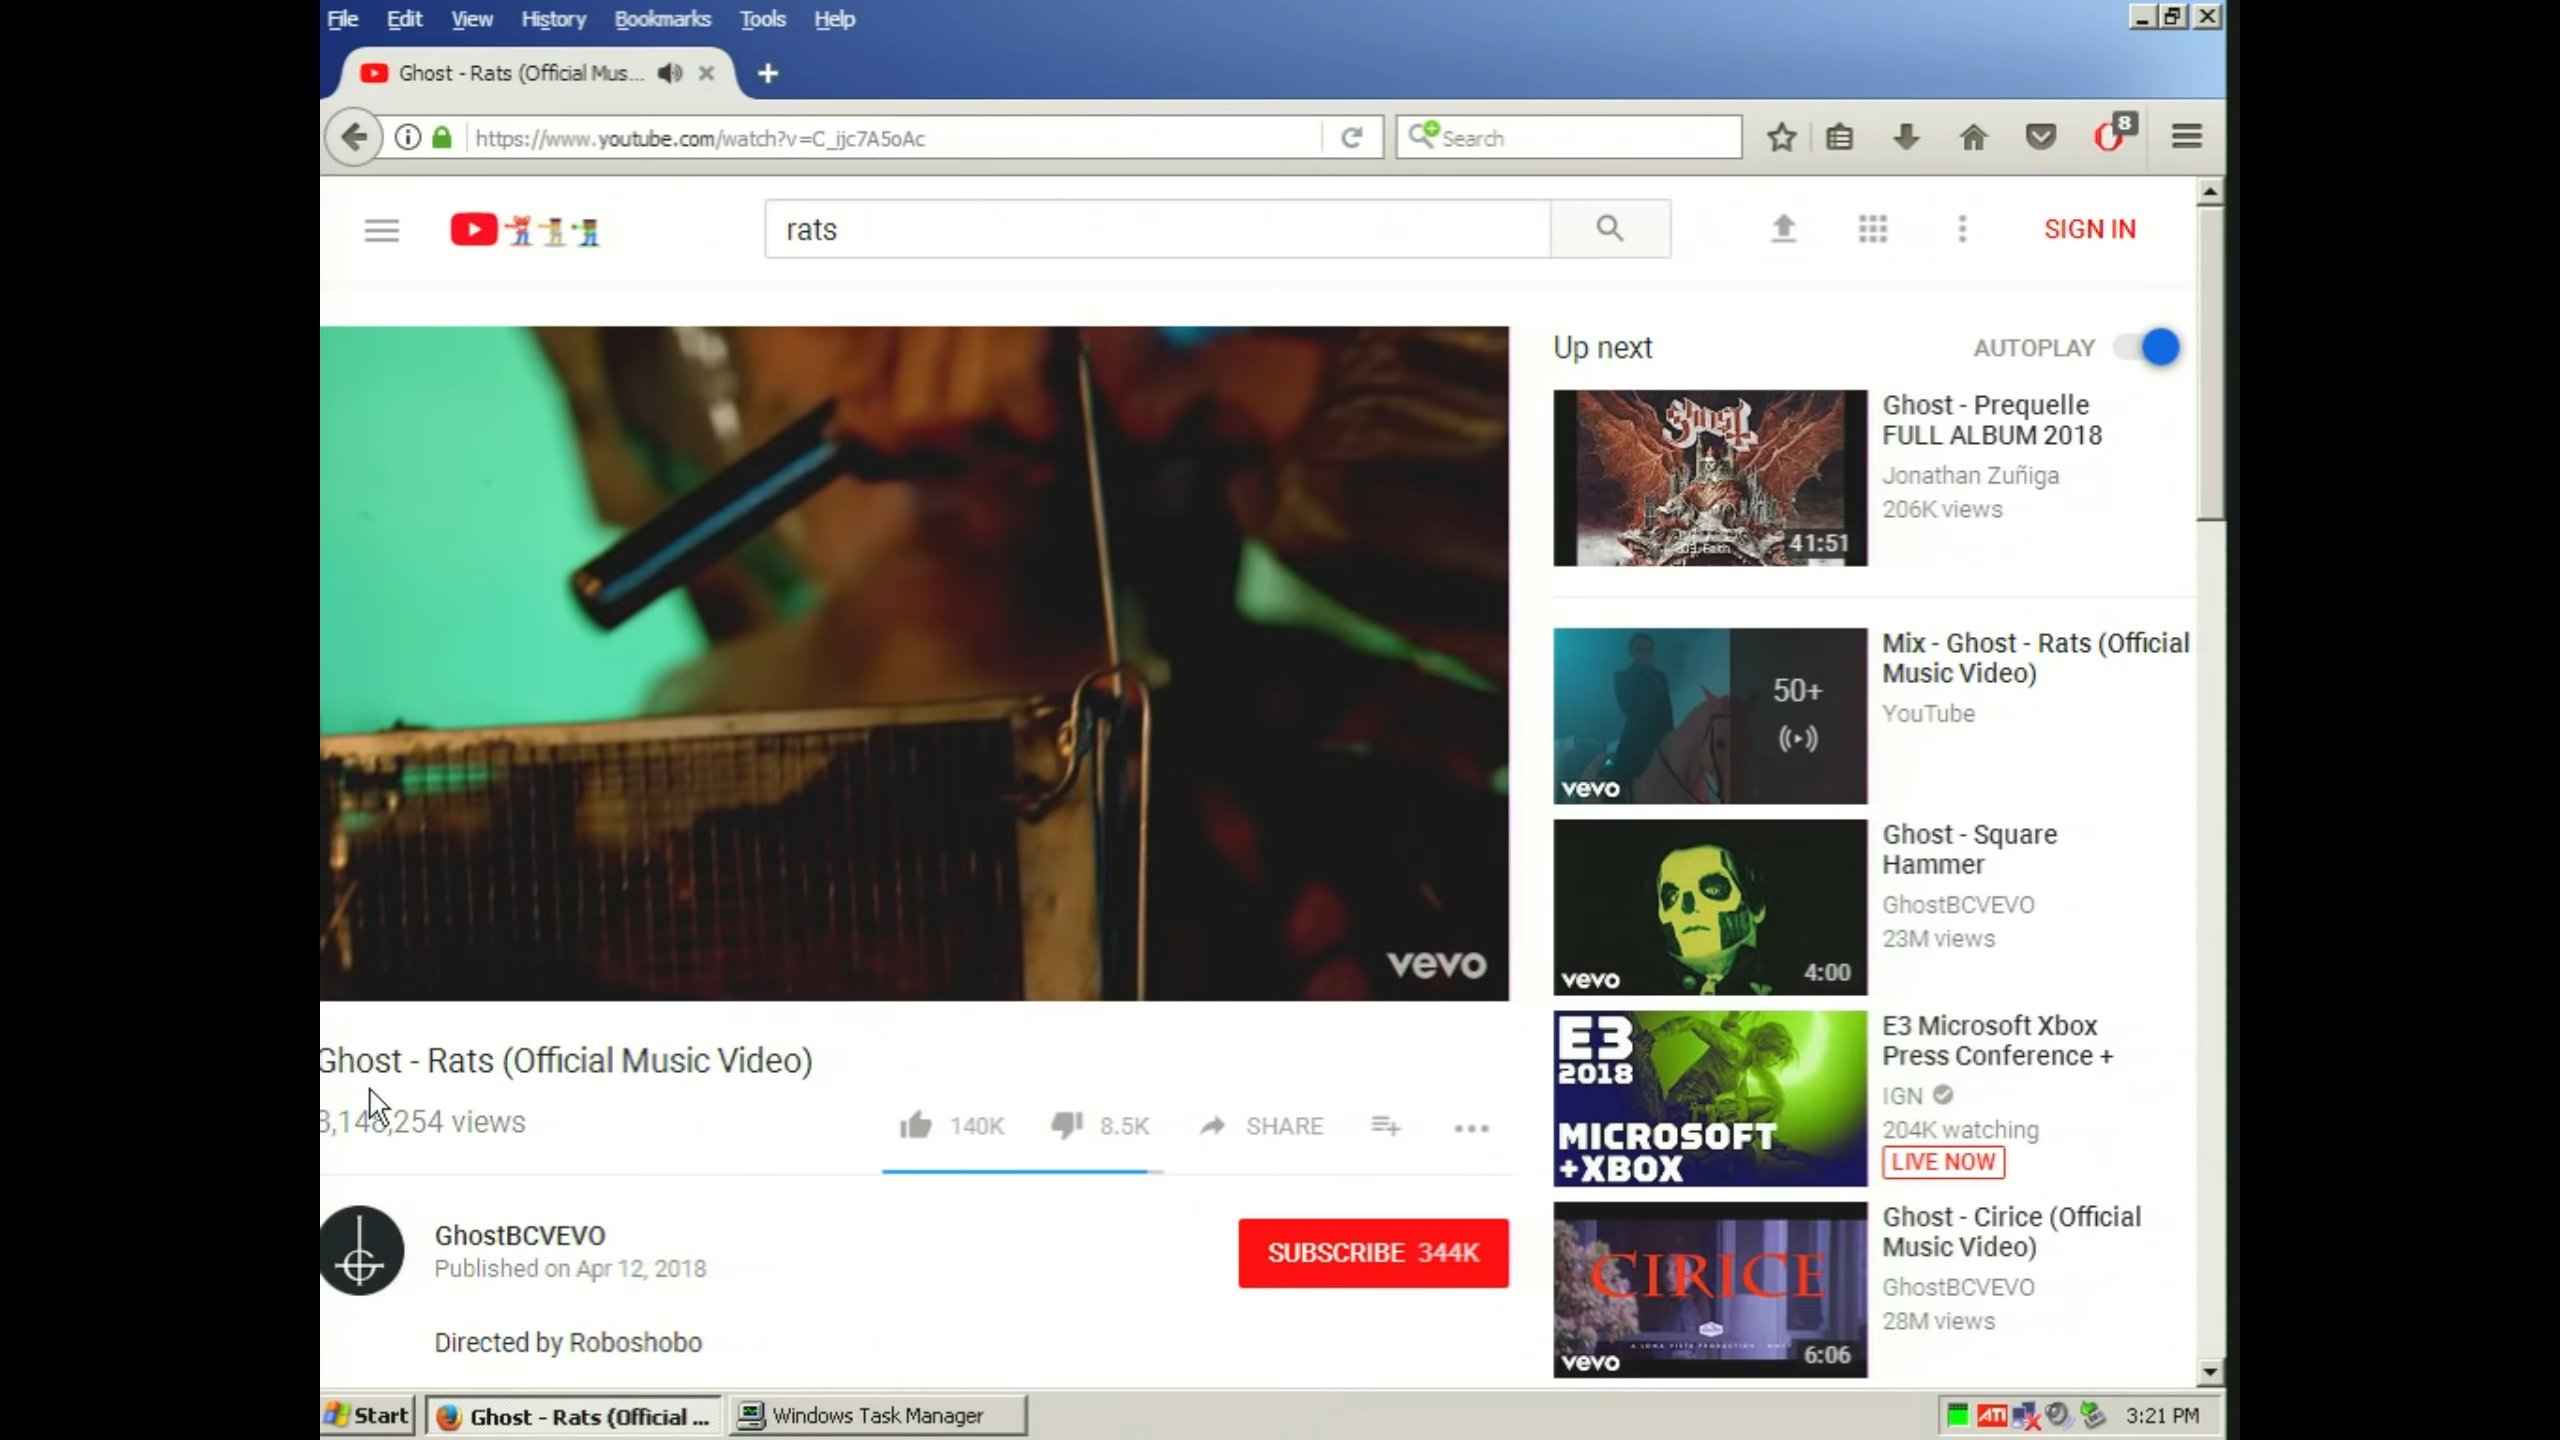 File Edit View History Bookmarks Tools Help
Ghost - Rats (Official Mus...
https://www.youtube.com/watch?v=C_ijc7A5oAc
Search
8
rats
SIGN IN
Up next
AUTOPLAY
Ghost
41:51
Ghost - Prequelle
FULL ALBUM 2018
Jonathan Zuñiga
206K views
50+
vevo
Mix - Ghost - Rats (Official
Music Video)
YouTube
vevo
4:00
Ghost - Square
Hammer
GhostBCVEVO
23M views
vevo
E3
2018
MICROSOFT
+XBOX
E3 Microsoft Xbox
Press Conference +
IGN
204K watching
LIVE NOW
CIRICE
vevo
6:06
Ghost - Cirice (Official
Music Video)
GhostBCVEVO
28M views
Ghost - Rats (Official Music Video)
254 views
140K
8.5K
SHARE
GhostBCVEVO
Published on Apr 12, 2018
SUBSCRIBE 344K
Directed by Roboshobo
Start
Ghost - Rats (Official ...
Windows Task Manager
ATI
3:21 PM